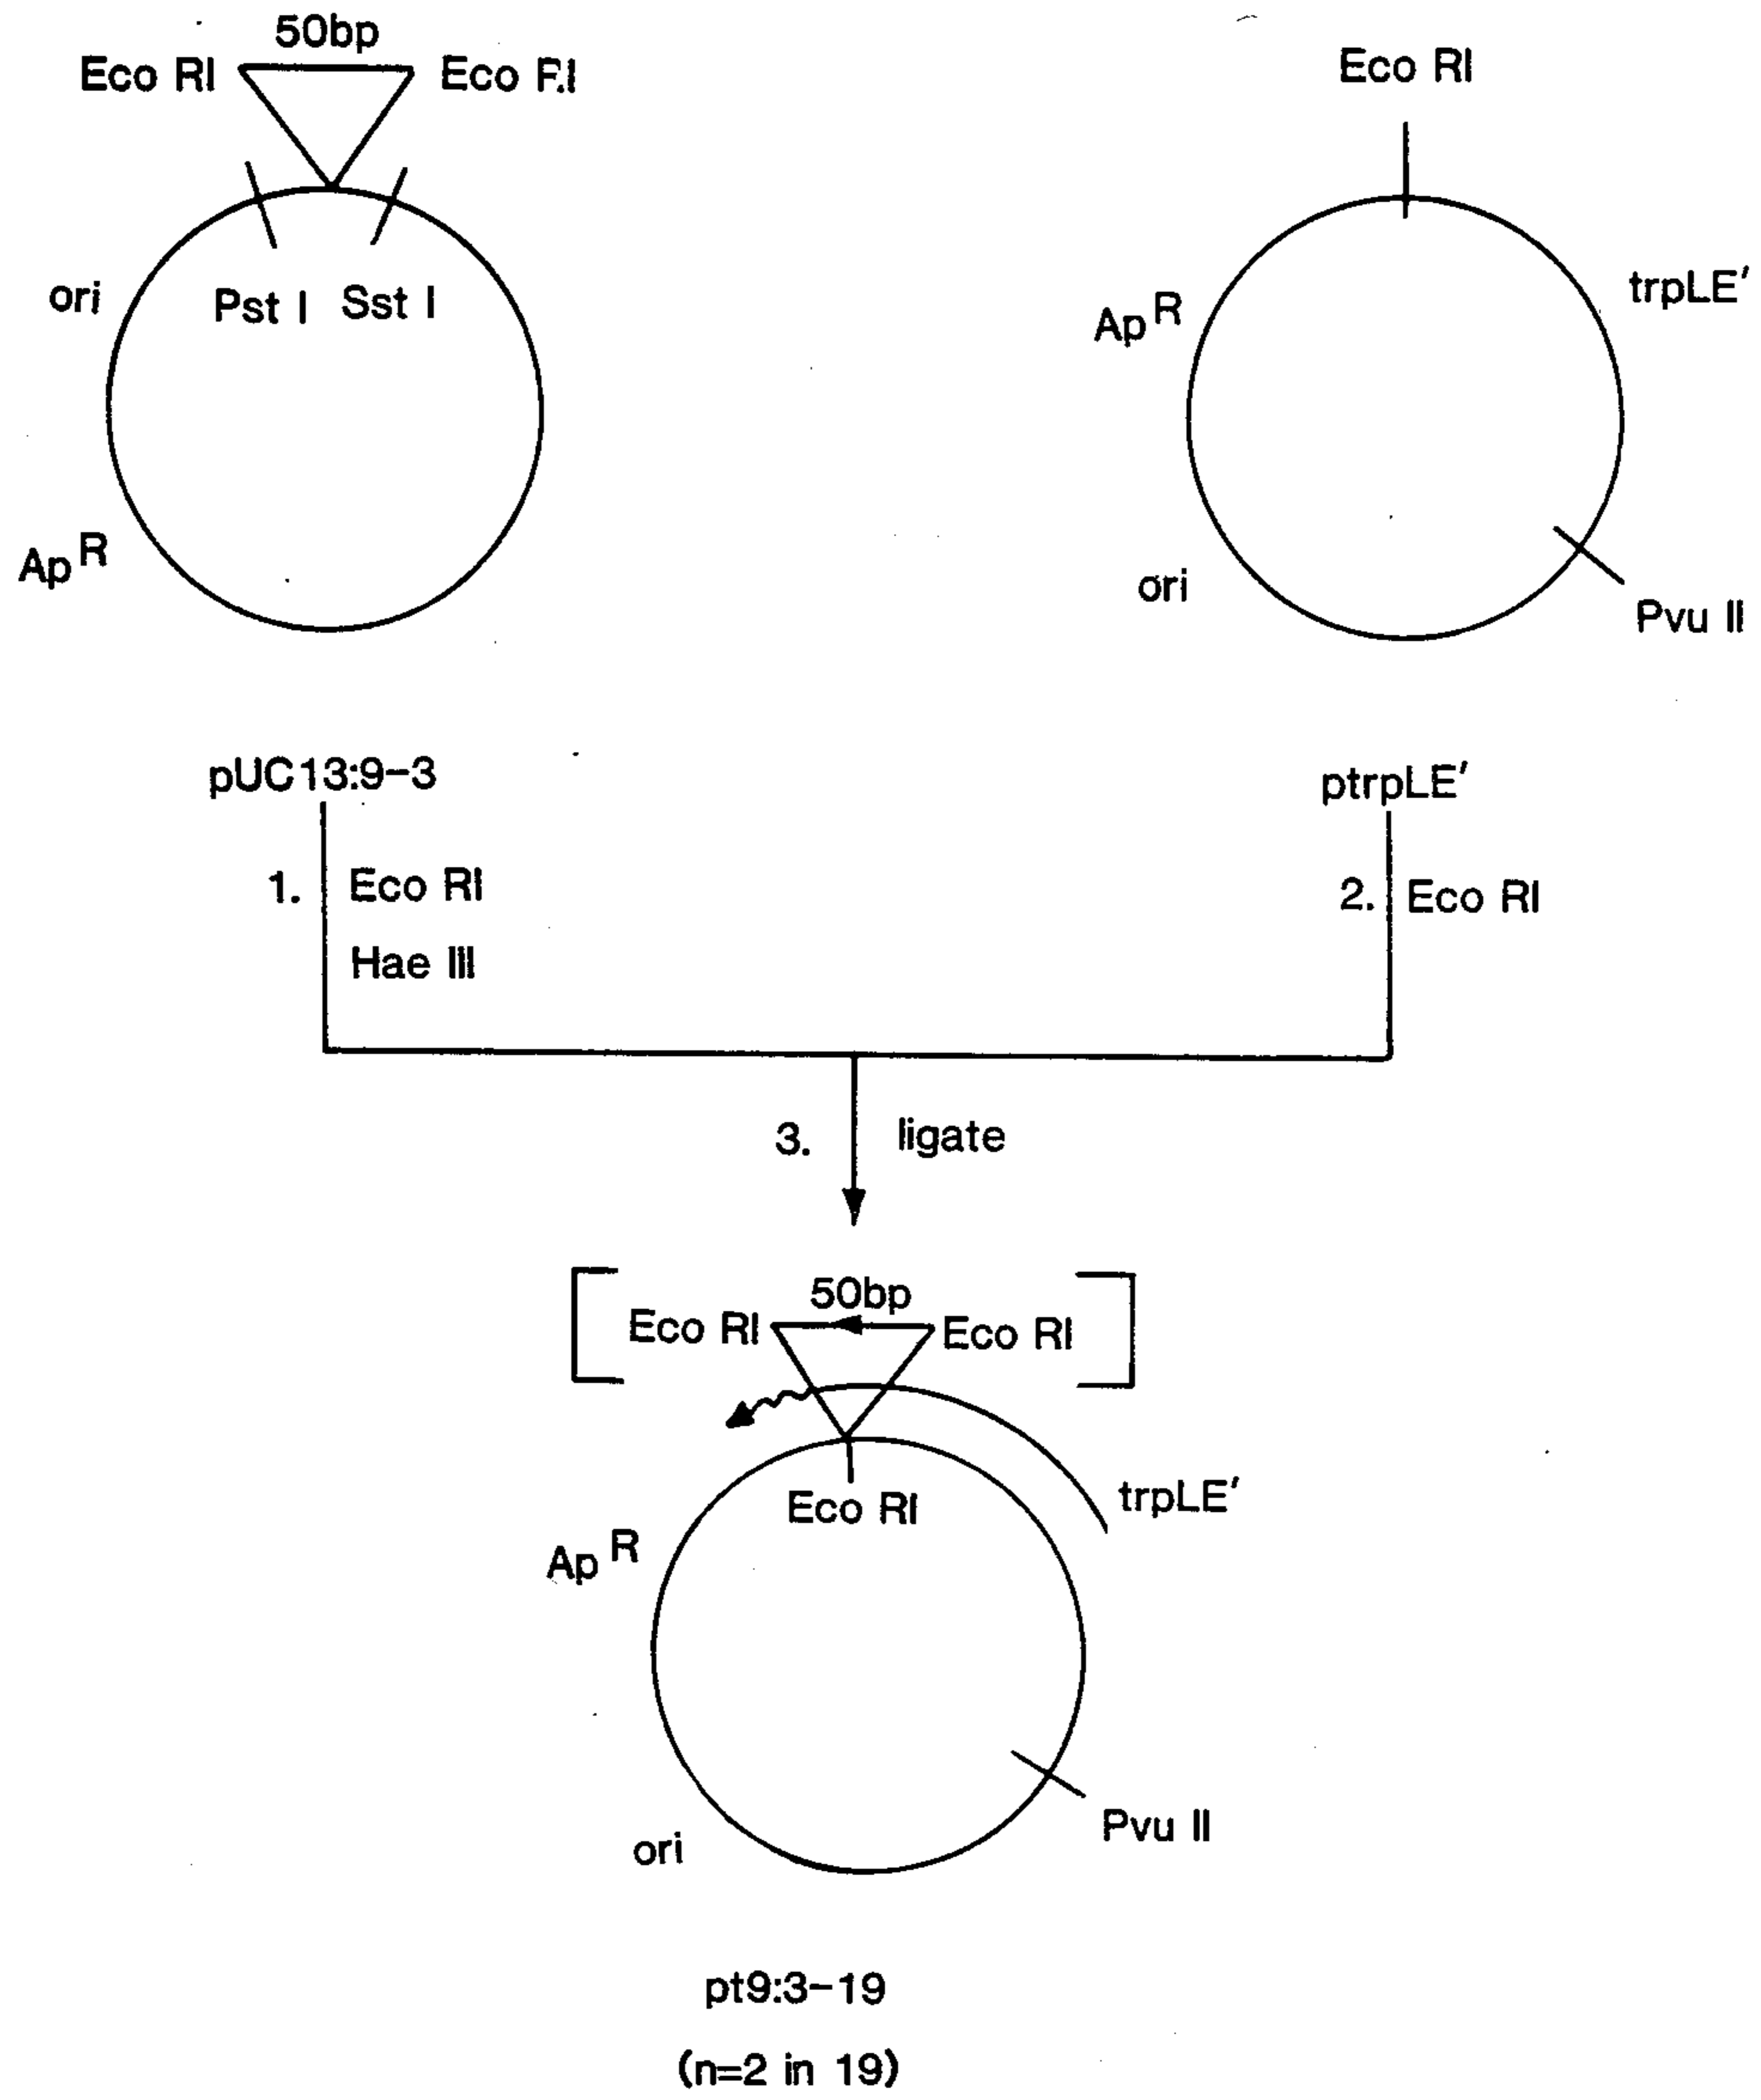 50bp
Eco RI
Eco F.I
ori
Pst I
Sst I
Ap R
Eco RI
trpLE′
Ap R
ori
Pvu II
pUC13:9-3
ptrpLE′
1.
Eco RI
Hae III
2.
Eco RI
3.
ligate
50bp
Eco RI
Eco RI
Eco RI
trpLE′
Ap R
Pvu II
ori
pt9:3-19
(n=2 in 19)